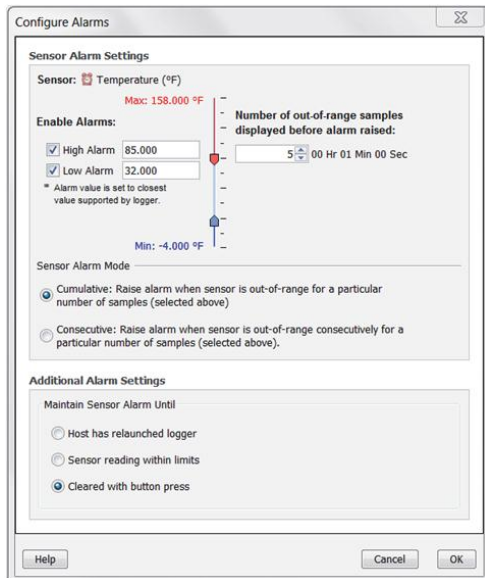 Configure Alarms
Sensor Alarm Settings
Sensor: Temperature (°F)
Max: 158.000 °F
Enable Alarms:
High Alarm 85.000
Low Alarm 32.000
* Alarm value is set to closest
value supported by logger.
Min: -4.000 °F
Number of out-of-range samples
displayed before alarm raised:
5 00 Hr 01 Min 00 Sec
Sensor Alarm Mode
Cumulative: Raise alarm when sensor is out-of-range for a particular
number of samples (selected above)
Consecutive: Raise alarm when sensor is out-of-range consecutively for a
particular number of samples (selected above).
Additional Alarm Settings
Maintain Sensor Alarm Until
Host has relaunched logger
Sensor reading within limits
Cleared with button press
Help
Cancel
OK